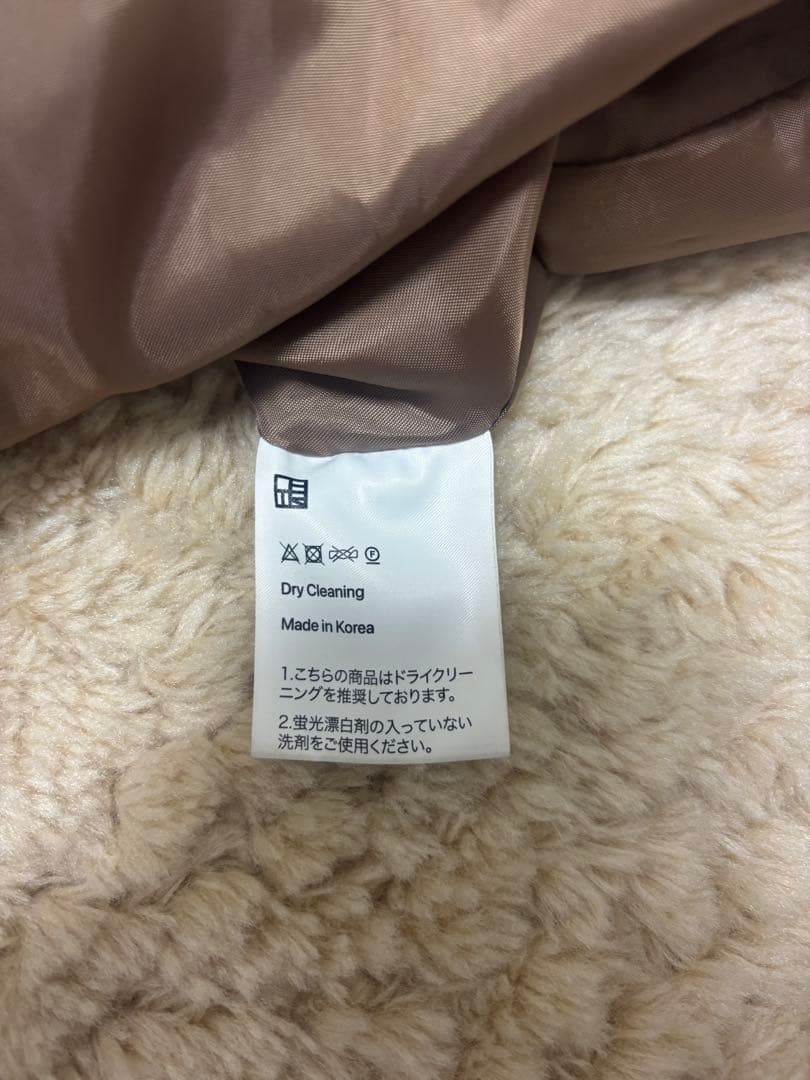 F
Dry Cleaning
Made in Korea
1.こちらの商品はドライクリー
ニングを推奨しております。
2.蛍光漂白剤の入っていない
洗剤をご使用ください。